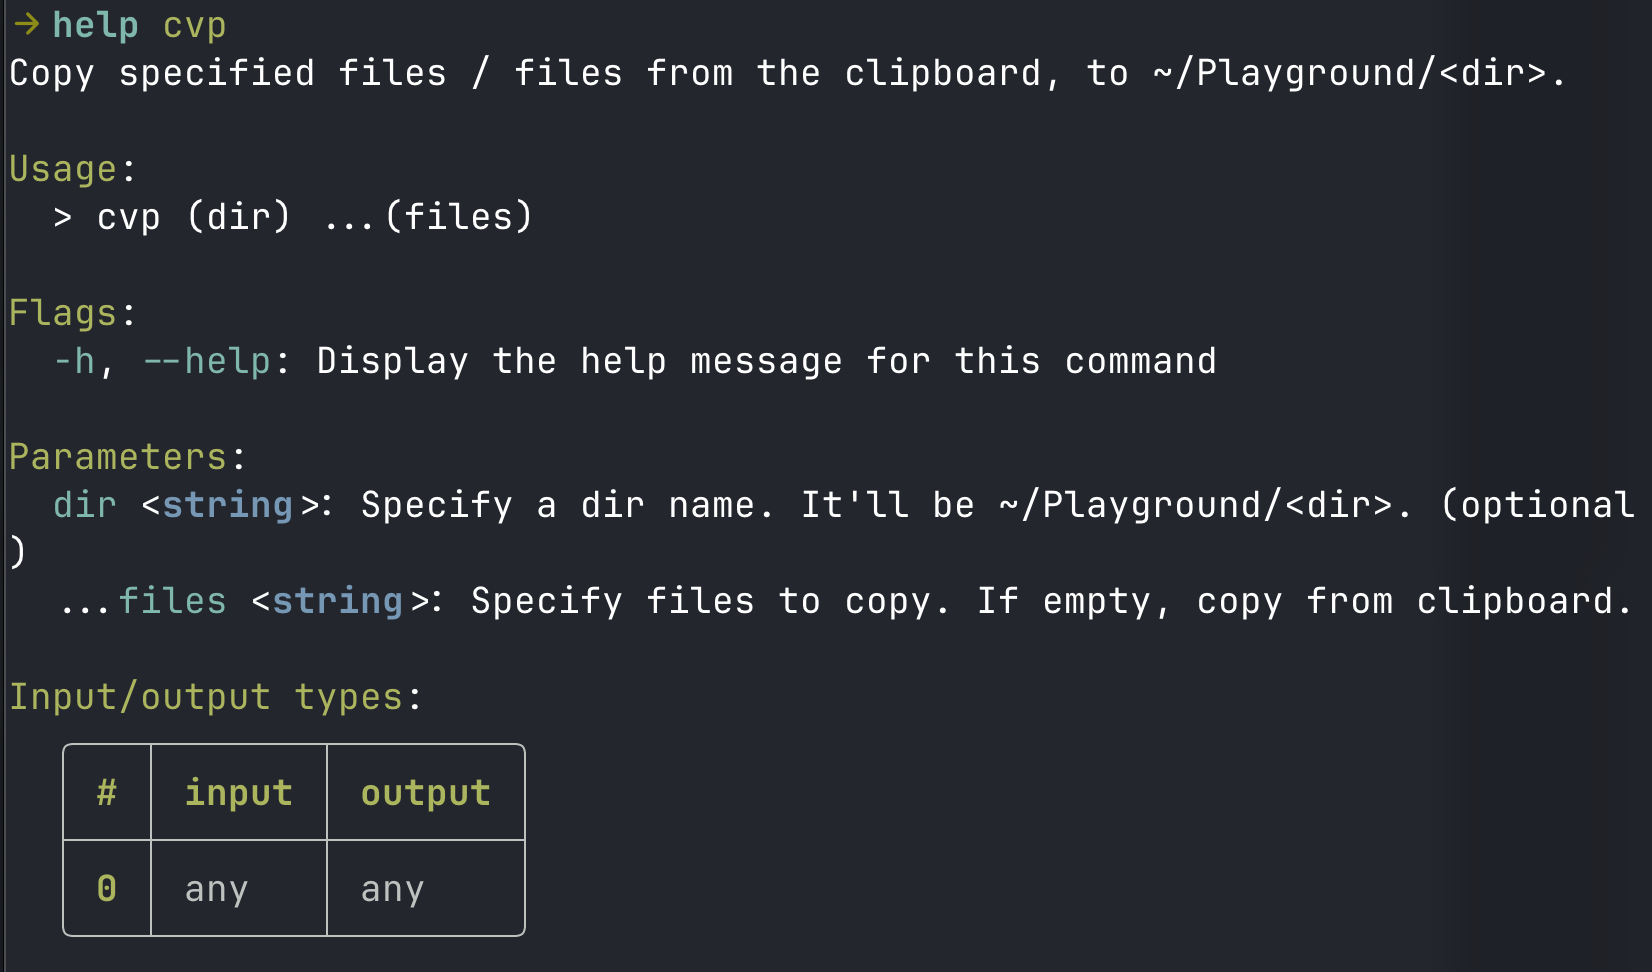 → help cvp
Copy specified files / files from the clipboard, to ~/Playground/<dir>.
Usage:
> cvp (dir) ...(files)
Flags:
-h, --help: Display the help message for this command
Parameters:
dir <string>: Specify a dir name. It'll be ~/Playground/<dir>. (optional
)
...files <string>: Specify files to copy. If empty, copy from clipboard.
Input/output types:
# input output
0 any any